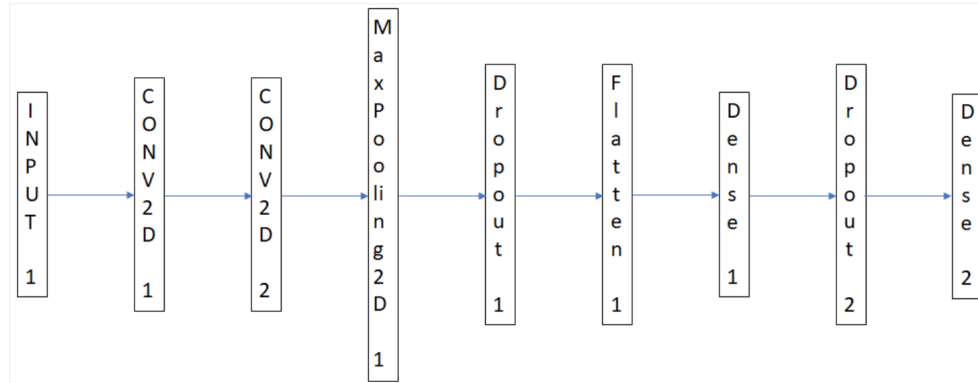 INPUT 1
CONV2D 1
CONV2D 2
MaxPooling2D 1
Dropout 1
Flatten 1
Dense 1
Dropout 2
Dense 2